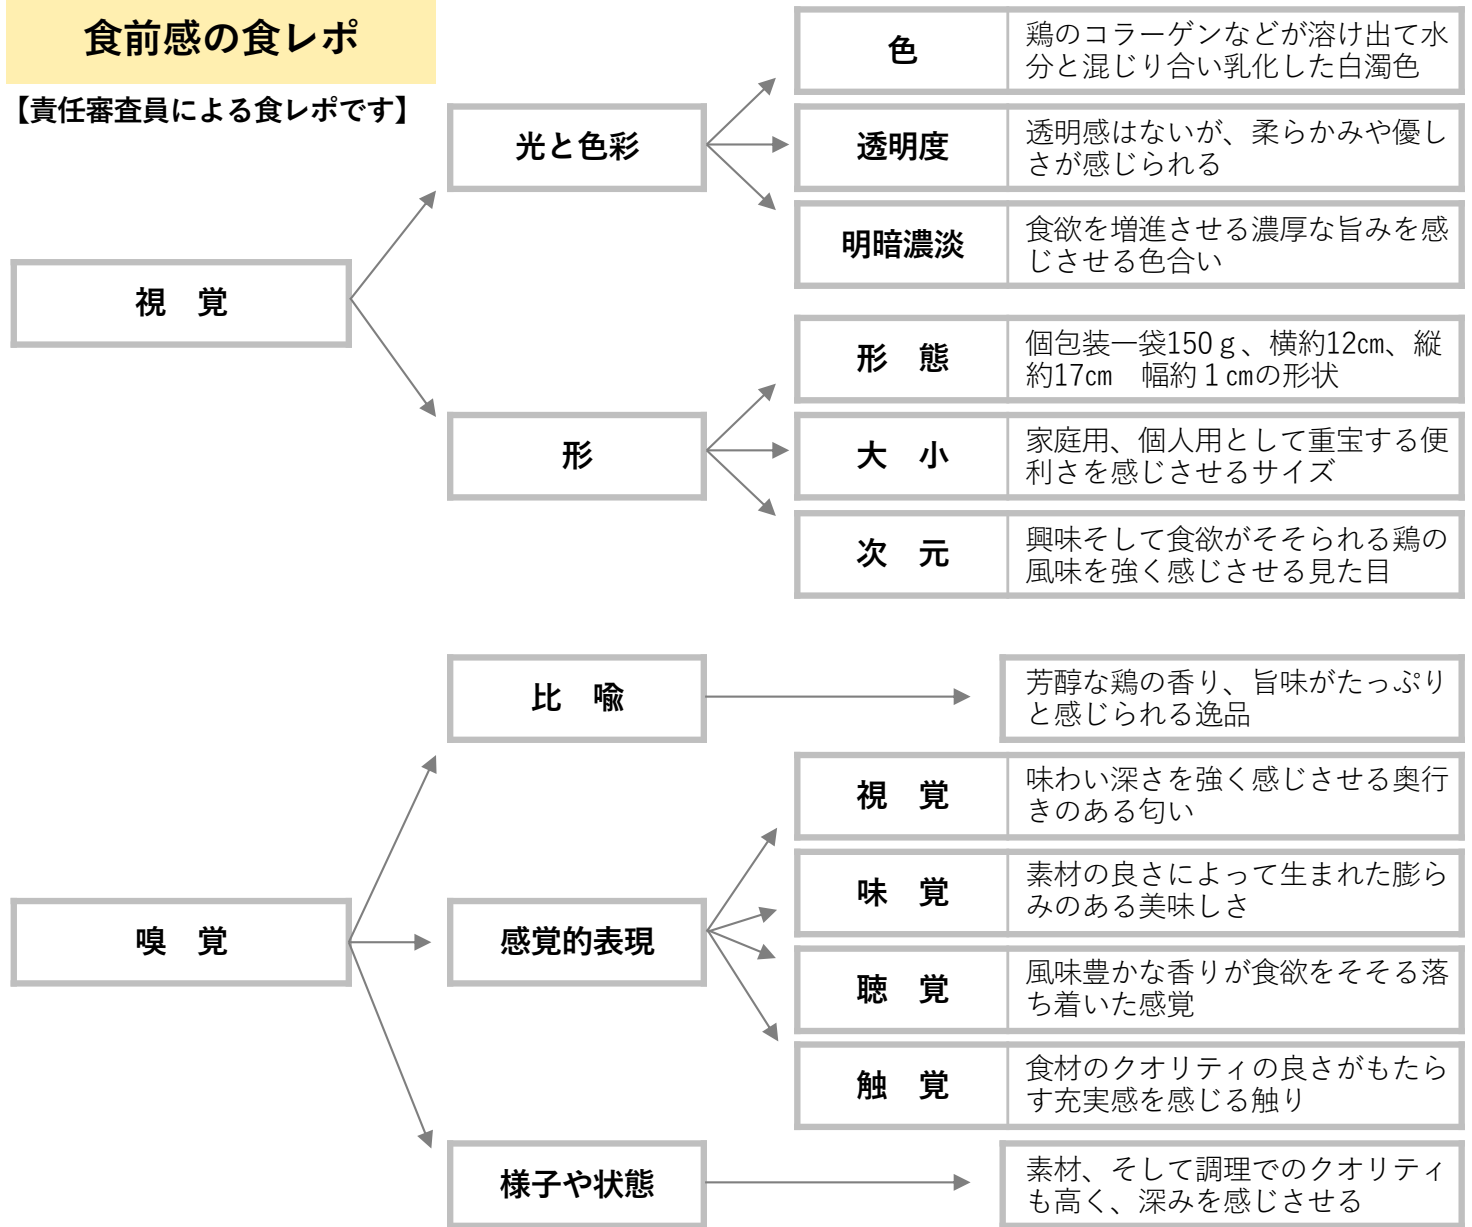 食前感の食レポ
【責任審査員による食レポです】
視　覚
光と色彩
色
鶏のコラーゲンなどが溶け出て水
分と混じり合い乳化した白濁色
透明度
透明感はないが、柔らかみや優し
さが感じられる
明暗濃淡
食欲を増進させる濃厚な旨みを感
じさせる色合い
形
形　態
個包装一袋150ｇ、横約12㎝、縦
約17㎝　幅約１㎝の形状
大　小
家庭用、個人用として重宝する便
利さを感じさせるサイズ
次　元
興味そして食欲がそそられる鶏の
風味を強く感じさせる見た目
嗅　覚
比　喩
芳醇な鶏の香り、旨味がたっぷり
と感じられる逸品
感覚的表現
視　覚
味わい深さを強く感じさせる奥行
きのある匂い
味　覚
素材の良さによって生まれた膨ら
みのある美味しさ
聴　覚
風味豊かな香りが食欲をそそる落
ち着いた感覚
触　覚
食材のクオリティの良さがもたら
す充実感を感じる触り
様子や状態
素材、そして調理でのクオリティ
も高く、深みを感じさせる